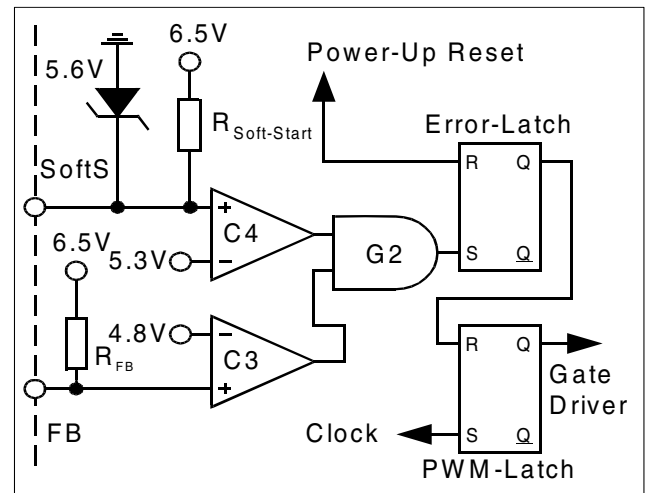 6.5V
Power-Up Reset
5.6V
R Soft-Start
Error-Latch
SoftS
R Q
+
C4
-
G2
6.5V
5.3V
S Q
4.8V
-
C3
+
R FB
R Q
Gate
Driver
FB
Clock
S Q
PWM-Latch